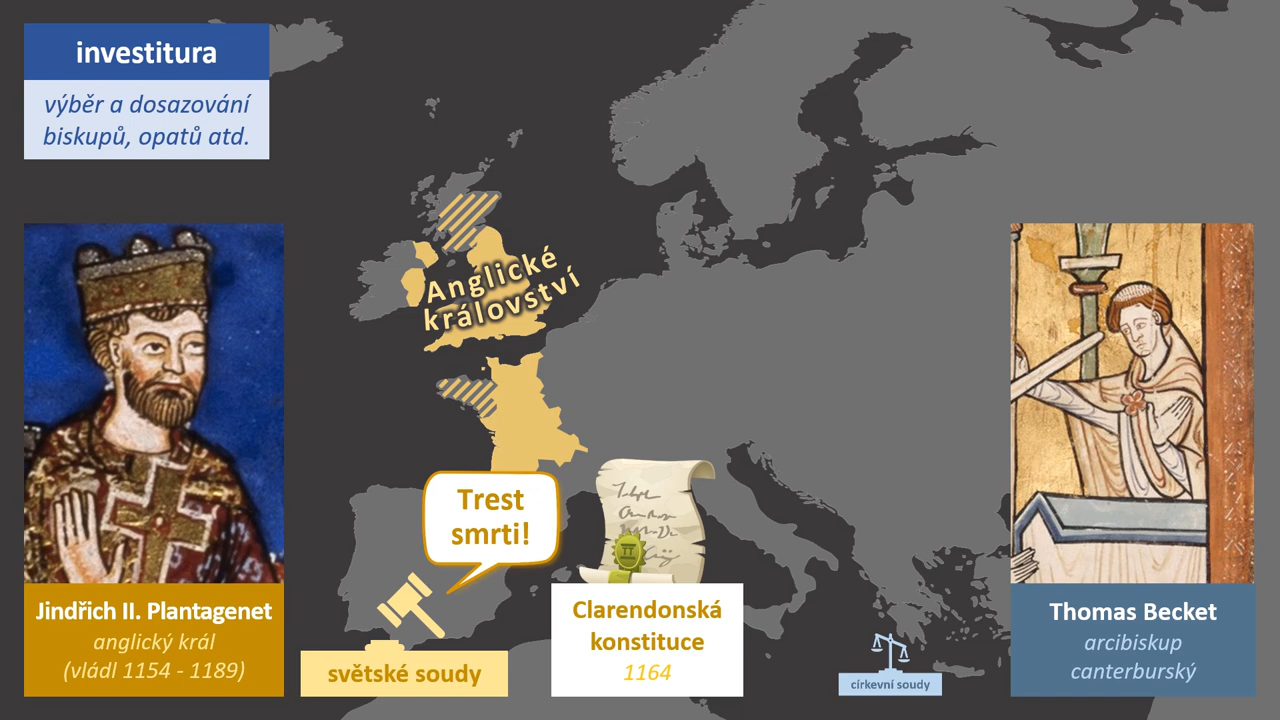 investitura
výběr a dosazování
biskupů, opatů atd.
Anglické
království
Trest
smrti!
Jindřich II. Plantagenet
anglický král
(vládl 1154 - 1189)
světské soudy
Clarendonská
konstituce
1164
církevní soudy
Thomas Becket
arcibiskup
canterburský